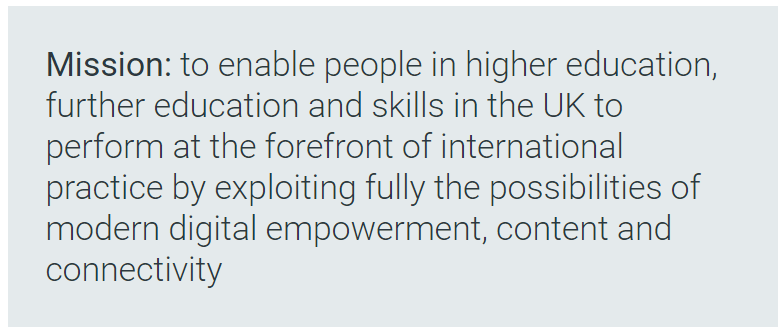 Mission: to enable people in higher education,
further education and skills in the UK to
perform at the forefront of international
practice by exploiting fully the possibilities of
modern digital empowerment, content and
connectivity